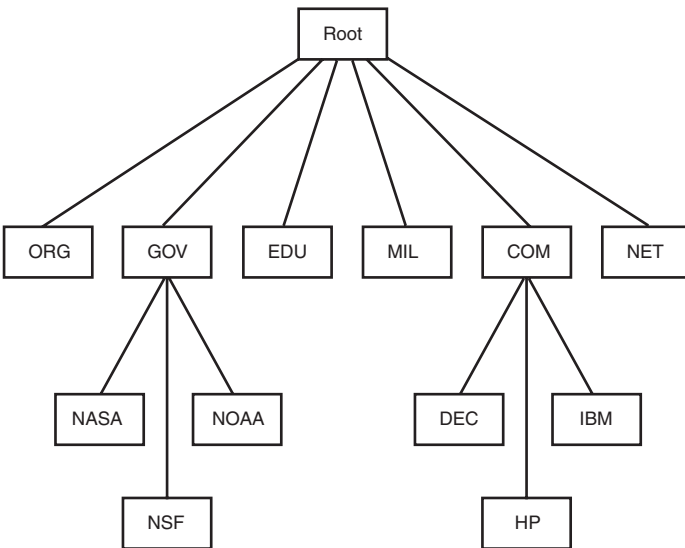 Root
ORG
GOV
EDU
MIL
COM
NET
NASA
NOAA
DEC
IBM
NSF
HP